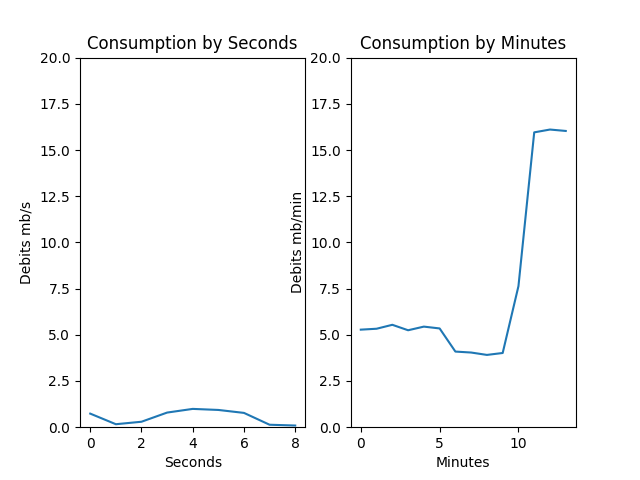 Consumption by Seconds
20.0
17.5
15.0
12.5
10.0
7.5
5.0
2.5
0.0
Debits mb/s
0 2 4 6 8
Seconds
Consumption by Minutes
20.0
17.5
15.0
12.5
10.0
7.5
5.0
2.5
0.0
Debits mb/min
0 5 10
Minutes